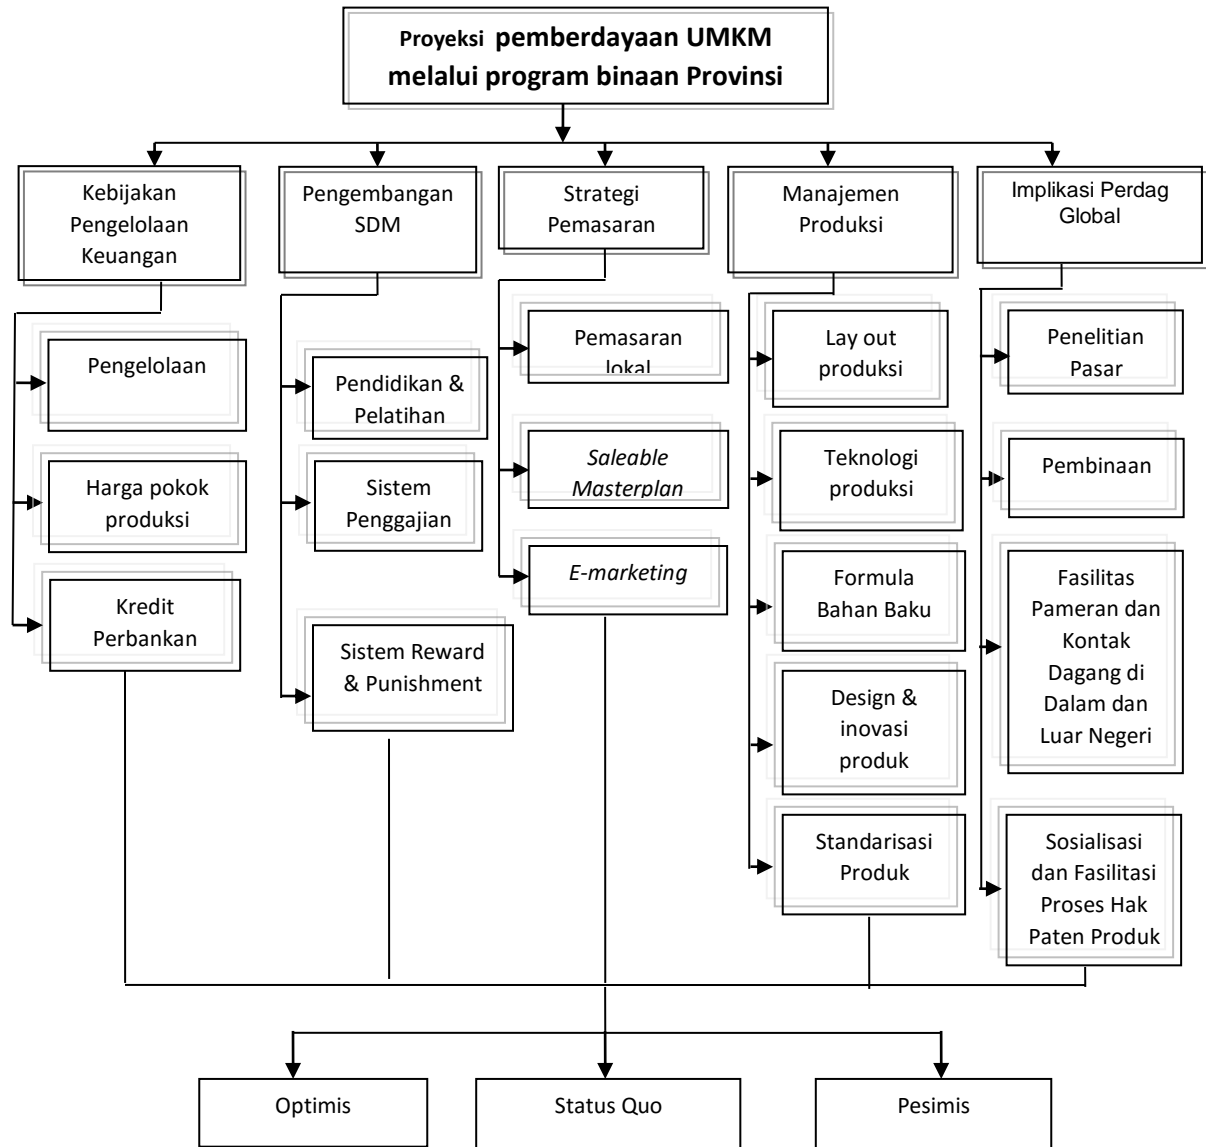 Proyeksi pemberdayaan UMKM
melalui program binaan Provinsi
Kebijakan
Pengelolaan
Keuangan
Pengelolaan
Harga pokok
produksi
Kredit
Perbankan
Pengembangan
SDM
Pendidikan &
Pelatihan
Sistem
Penggajian
Sistem Reward
& Punishment
Strategi
Pemasaran
Pemasaran
lokal
Saleable
Masterplan
E-marketing
Manajemen
Produksi
Lay out
produksi
Teknologi
produksi
Formula
Bahan Baku
Design &
inovasi
produk
Standarisasi
Produk
Implikasi Perdag
Global
Penelitian
Pasar
Pembinaan
Fasilitas
Pameran dan
Kontak
Dagang di
Dalam dan
Luar Negeri
Sosialisasi
dan Fasilitasi
Proses Hak
Paten Produk
Optimis
Status Quo
Pesimis